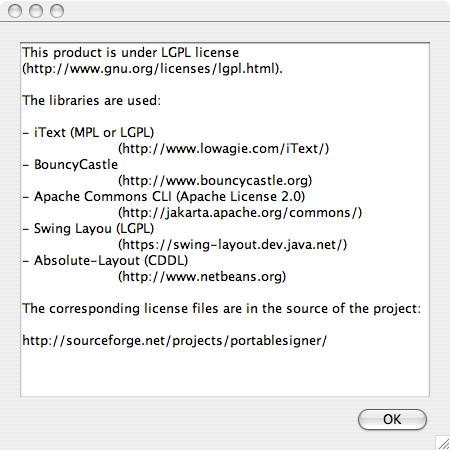 This product is under LGPL license
(http://www.gnu.org/licenses/lgpl.html).
The libraries are used:
- iText (MPL or LGPL)
(http://www.lowagie.com/iText/)
- BouncyCastle
(http://www.bouncycastle.org)
- Apache Commons CLI (Apache License 2.0)
(http://jakarta.apache.org/commons/)
- Swing Layou (LGPL)
(https://swing-layout.dev.java.net/)
- Absolute-Layout (CDDL)
(http://www.netbeans.org)
The corresponding license files are in the source of the project:
http://sourceforge.net/projects/portablesigner/
OK